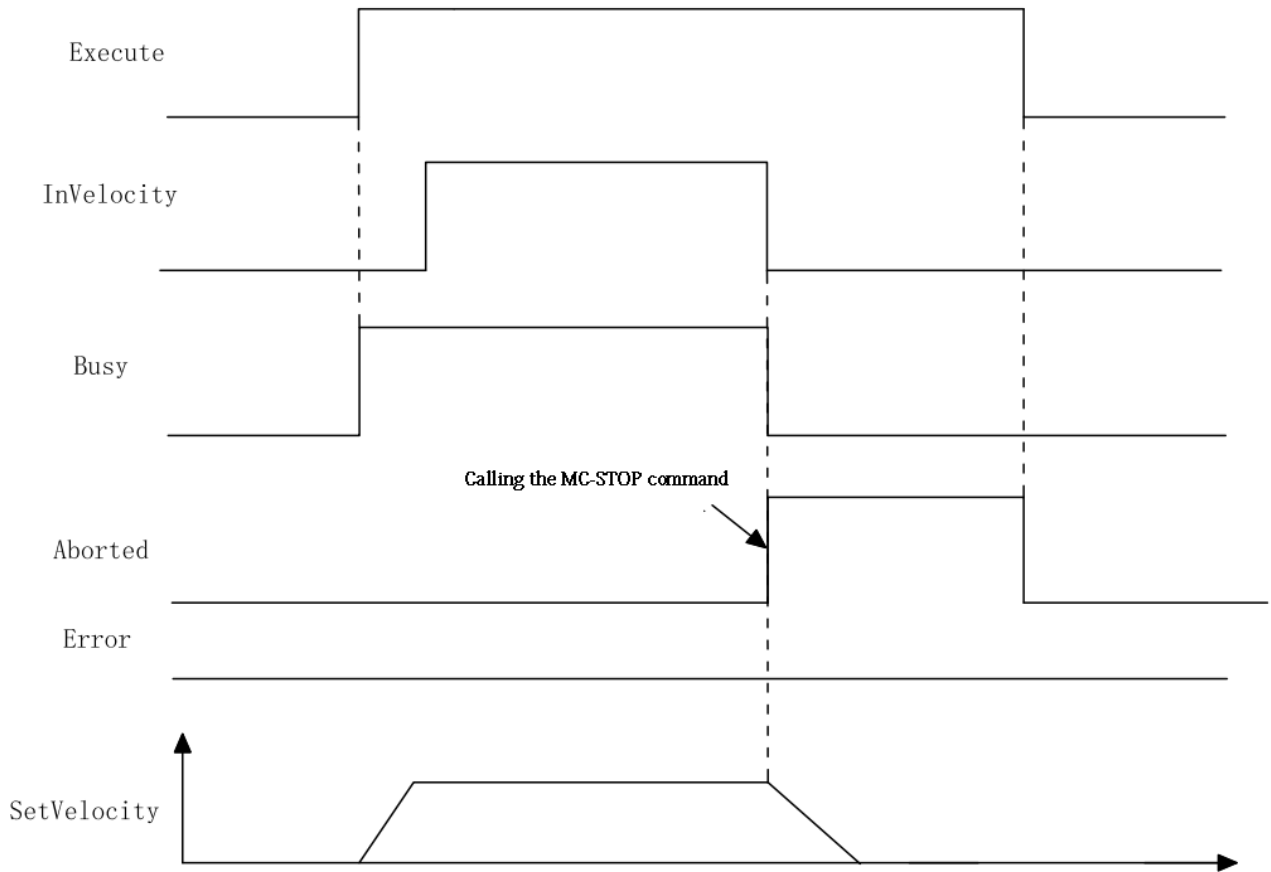 Execute
InVelocity
Busy
Calling the MC-STOP command
Aborted
Error
SetVelocity